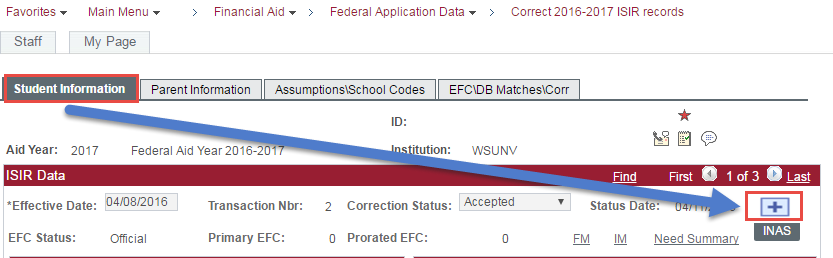 Favorites Main Menu > Financial Aid > Federal Application Data > Correct 2016-2017 ISIR records
Staff My Page
Student Information Parent Information Assumptions\School Codes EFC\DB Matches\Corr
ID:
Aid Year: 2017 Federal Aid Year 2016-2017 Institution: WSUNV
ISIR Data Find First 1 of 3 Last
*Effective Date: 04/08/2016 Transaction Nbr: 2 Correction Status: Accepted Status Date:
EFC Status: Official Primary EFC: 0 Prorated EFC: 0 FM IM Need Summary INAS